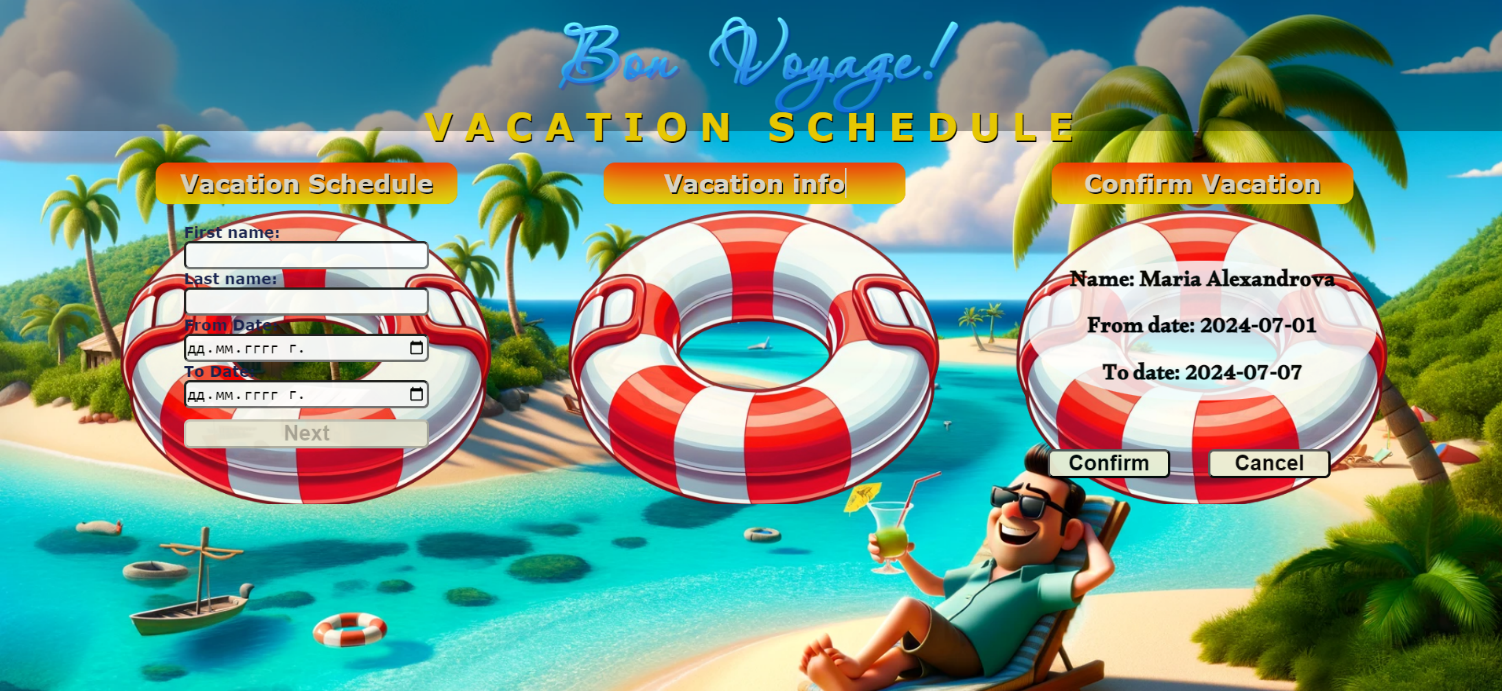 Bon Voyage!
VACATION SCHEDULE
Vacation Schedule
First name:
Last name:
From Date:
дд.мм.гггг г.
To Date:
дд.мм.гггг г.
Next
Vacation info
Confirm Vacation
Name: Maria Alexandrova
From date: 2024-07-01
To date: 2024-07-07
Confirm
Cancel